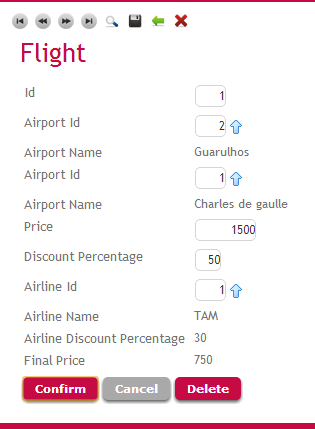 Flight
Id 1
Airport Id 2
Airport Name Guarulhos
Airport Id 1
Airport Name Charles de gaulle
Price 1500
Discount Percentage 50
Airline Id 1
Airline Name TAM
Airline Discount Percentage 30
Final Price 750
Confirm Cancel Delete